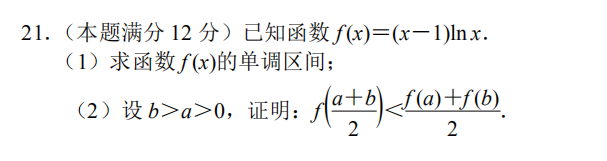 21.（本题满分 12 分）已知函数 f(x)=(x-1)ln x.
（1）求函数 f(x)的单调区间；
（2）设 b>a>0，证明：f((a+b)/2)<(f(a)+f(b))/2.